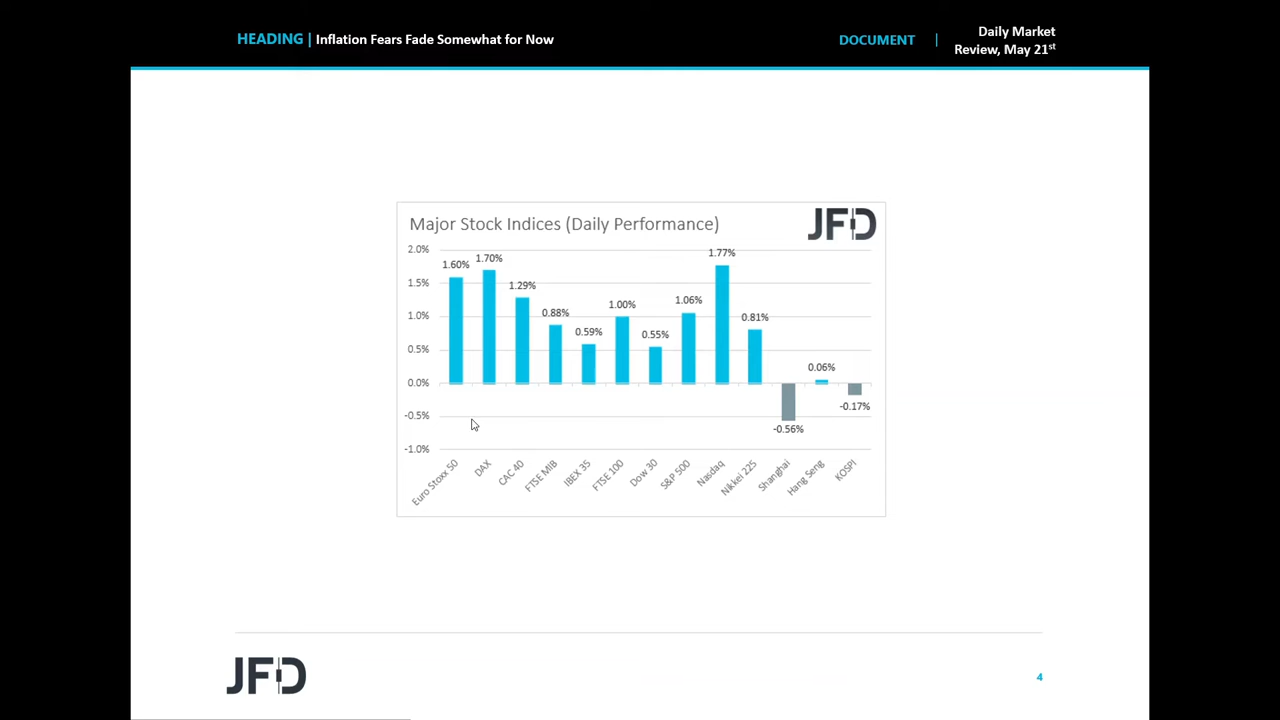 HEADING | Inflation Fears Fade Somewhat for Now
DOCUMENT |
Daily Market
Review, May 21st
Major Stock Indices (Daily Performance)
JFD
2.0%
1.5%
1.0%
0.5%
0.0%
-0.5%
-1.0%
1.60%
1.70%
1.29%
0.88%
0.59%
1.00%
0.55%
1.06%
1.77%
0.81%
-0.56%
0.06%
-0.17%
Euro Stoxx 50
DAX
CAC 40
FTSE MIB
IBEX 35
FTSE 100
Dow 30
S&P 500
Nasdaq
Nikkei 225
Shanghai
Hang Seng
KOSPI
JFD
4